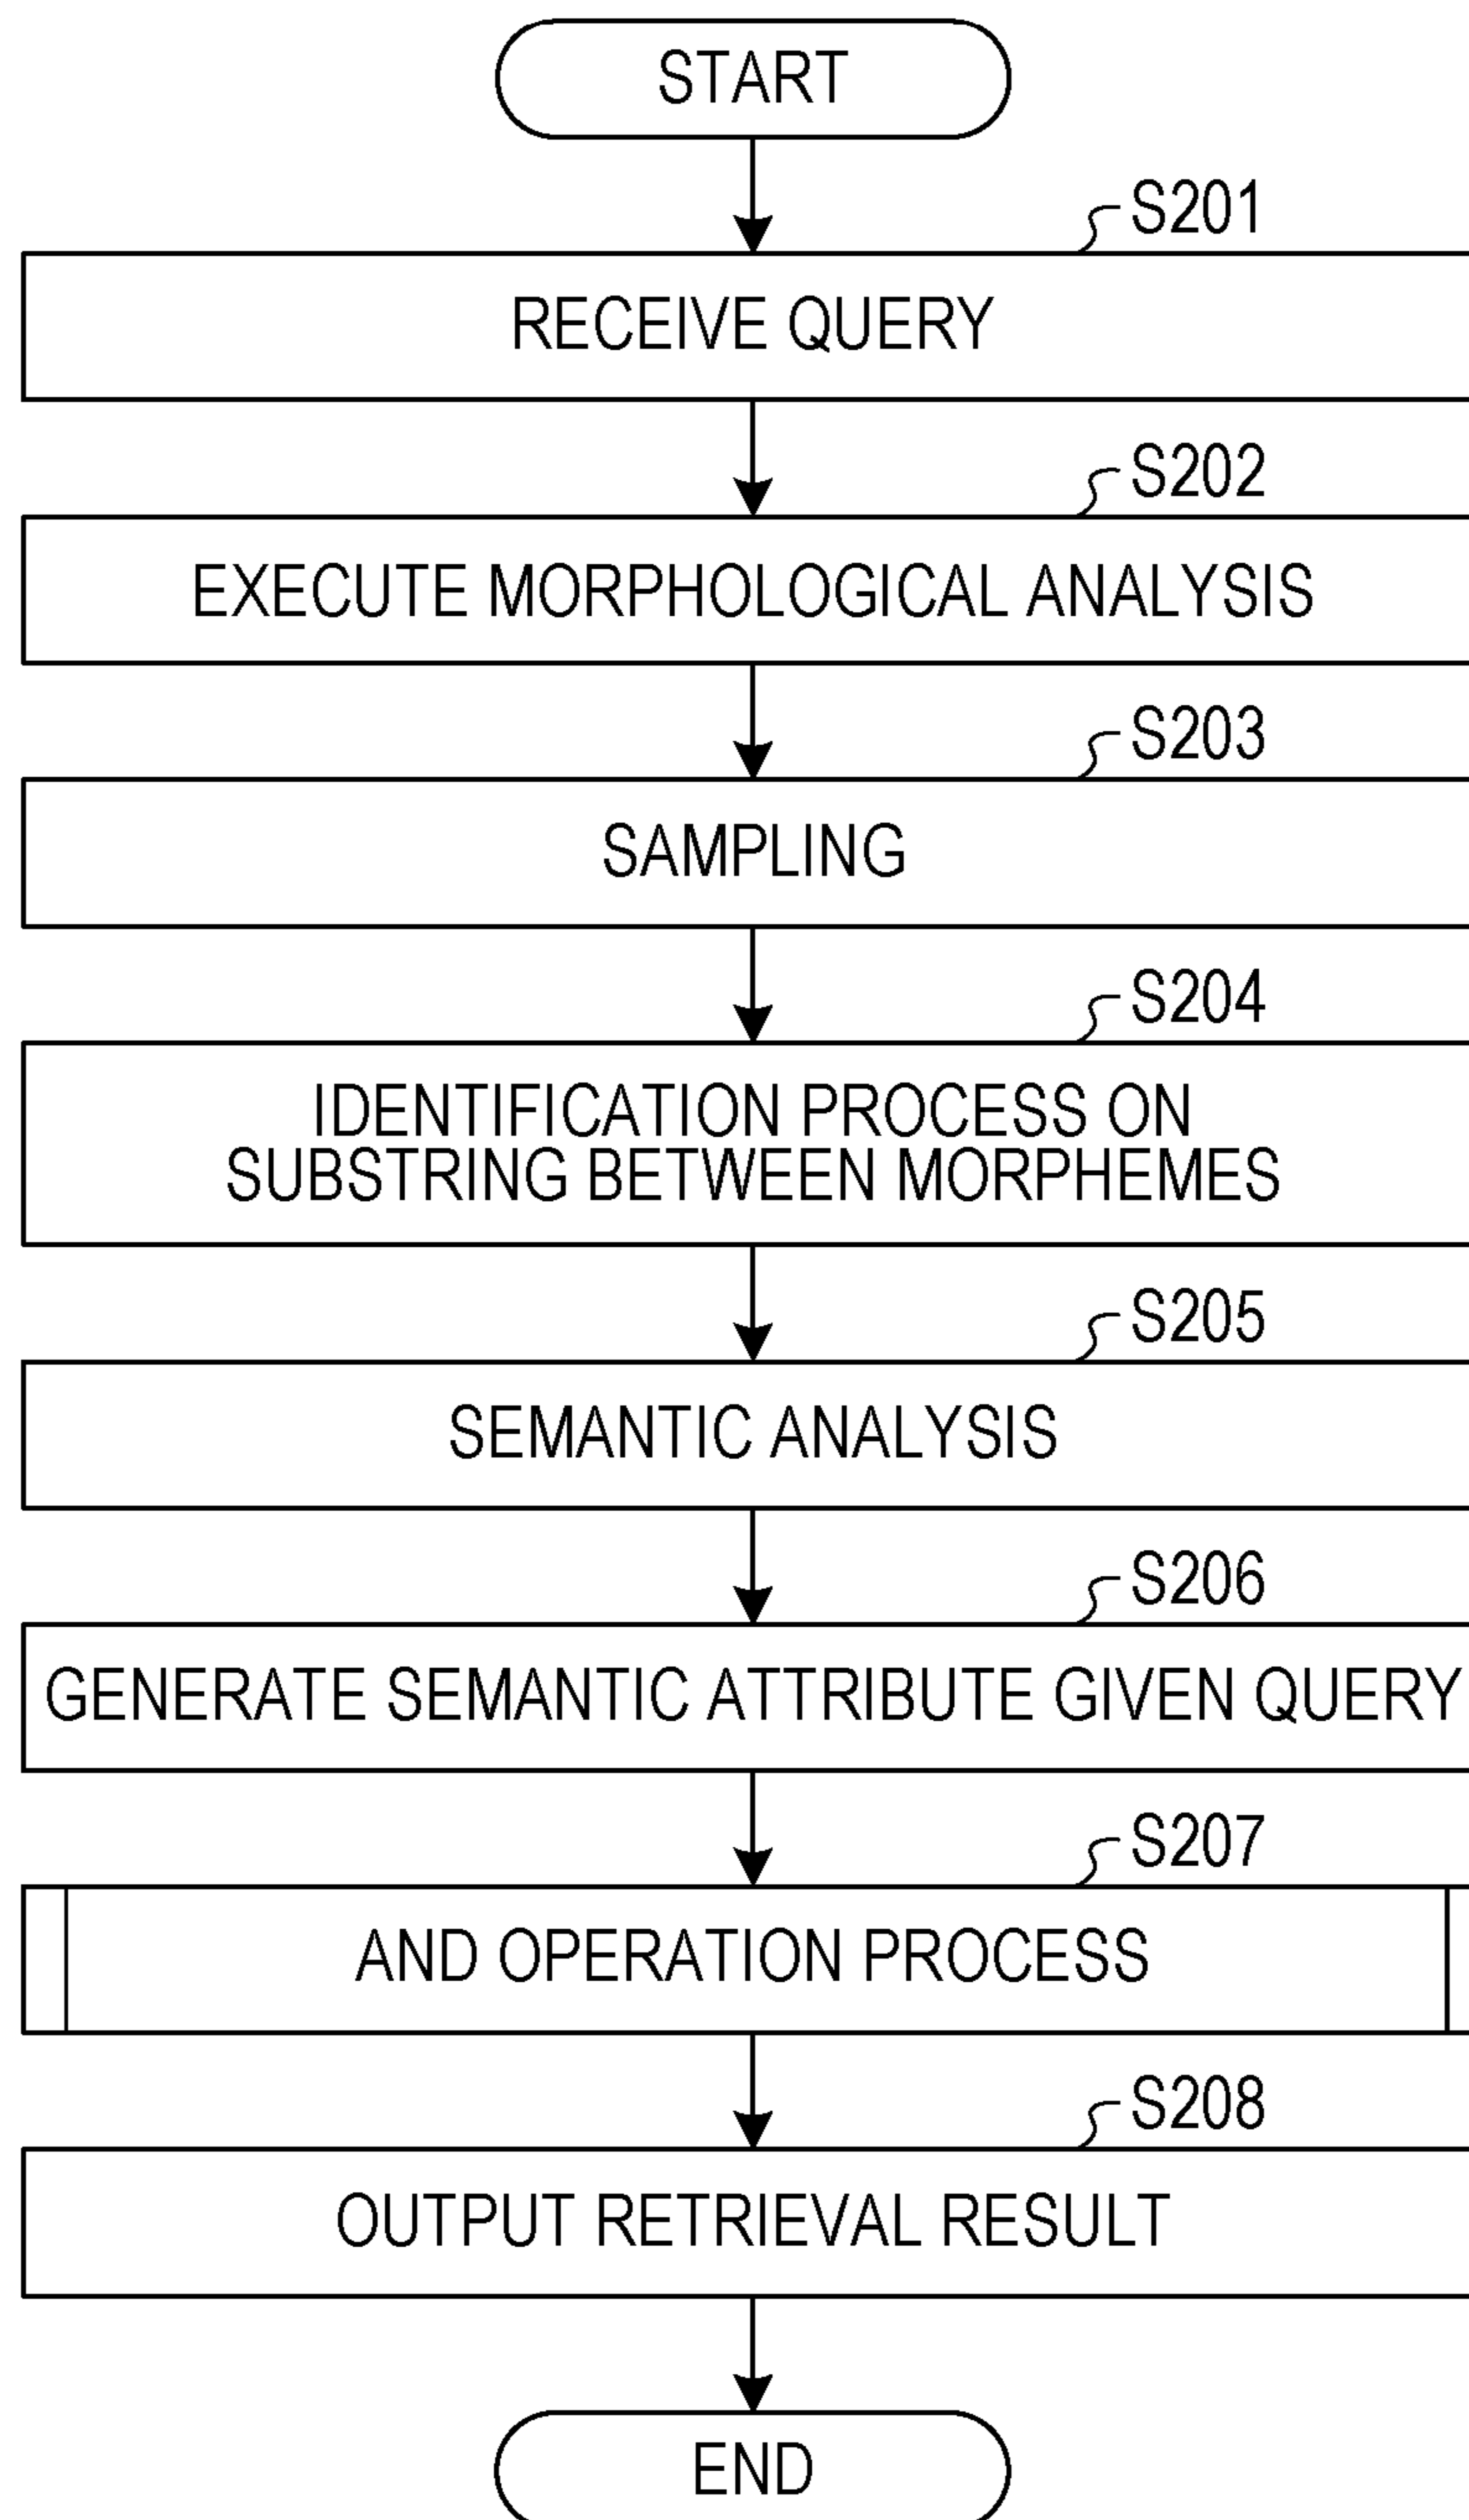 START
S201
RECEIVE QUERY
S202
EXECUTE MORPHOLOGICAL ANALYSIS
S203
SAMPLING
S204
IDENTIFICATION PROCESS ON
SUBSTRING BETWEEN MORPHEMES
S205
SEMANTIC ANALYSIS
S206
GENERATE SEMANTIC ATTRIBUTE GIVEN QUERY
S207
AND OPERATION PROCESS
S208
OUTPUT RETRIEVAL RESULT
END